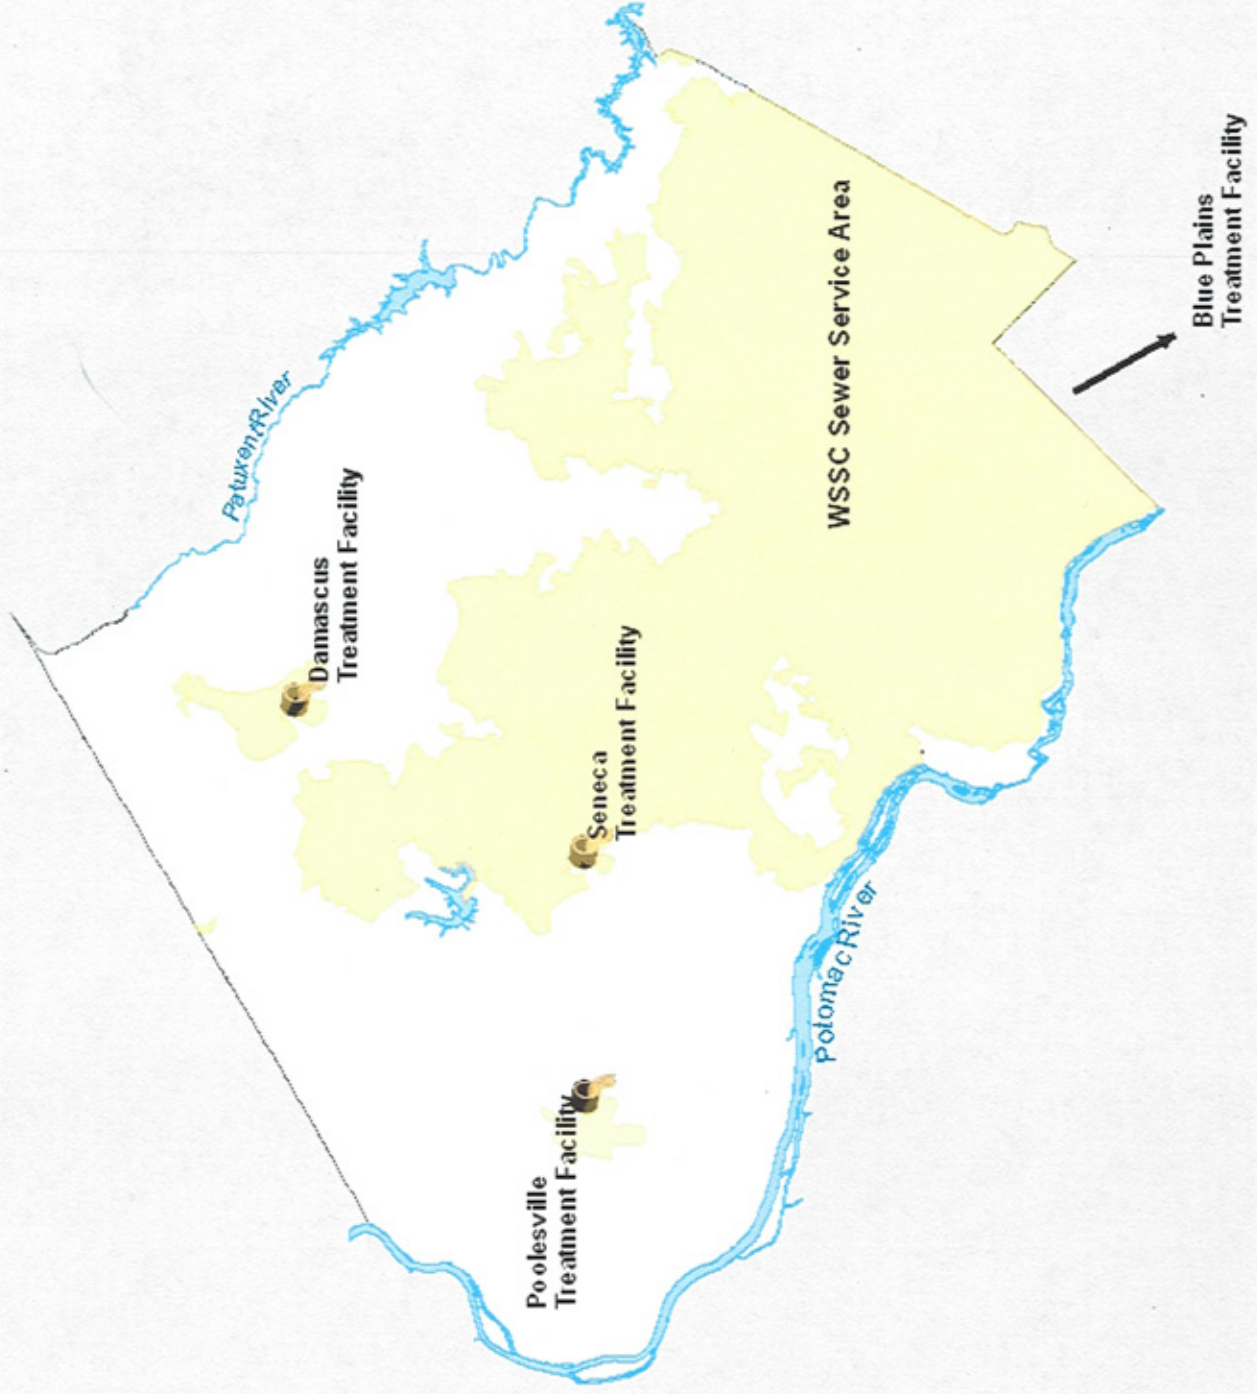 Patuxent River
Damascus
Treatment Facility
Seneca
Treatment Facility
Poolesville
Treatment Facility
WSSC Sewer Service Area
Potomac River
Blue Plains
Treatment Facility